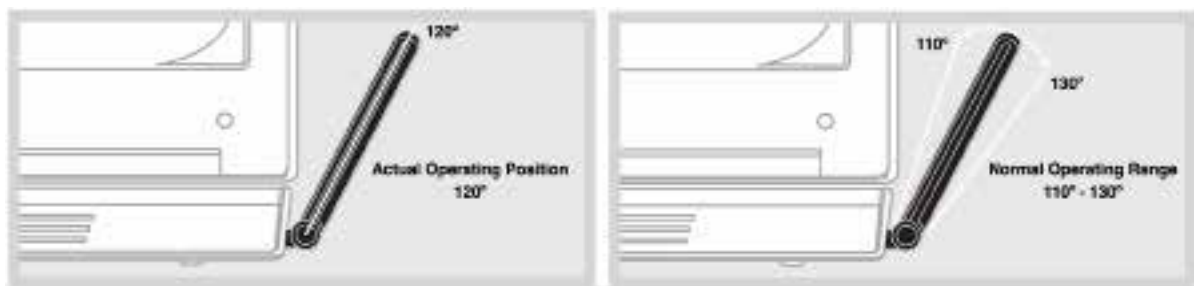 120°
Actual Operating Position
120°
110°
130°
Normal Operating Range
110° - 130°